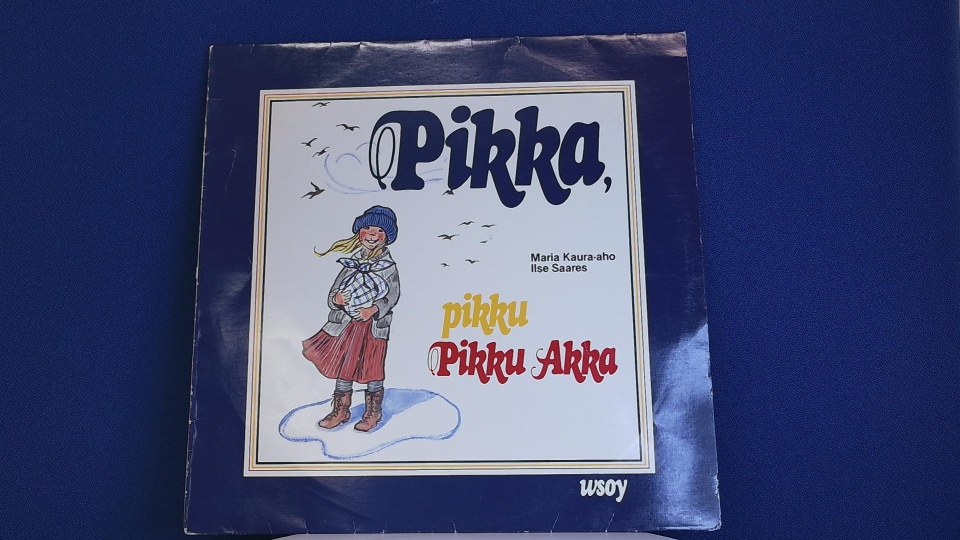 Pikka,
Maria Kaura-aho
Ilse Saares
pikku
Pikku Akka
wsoy